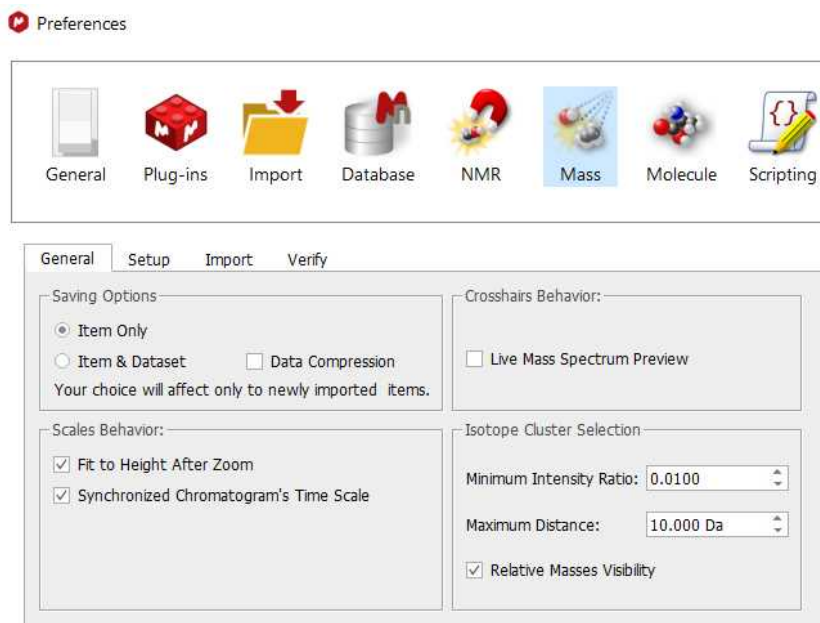 Preferences
General Plug-ins Import Database NMR Mass Molecule Scripting
General Setup Import Verify
Saving Options
Item Only
Item & Dataset Data Compression
Your choice will affect only to newly imported items.
Crosshairs Behavior:
Live Mass Spectrum Preview
Scales Behavior:
Fit to Height After Zoom
Synchronized Chromatogram's Time Scale
Isotope Cluster Selection
Minimum Intensity Ratio: 0.0100
Maximum Distance: 10.000 Da
Relative Masses Visibility